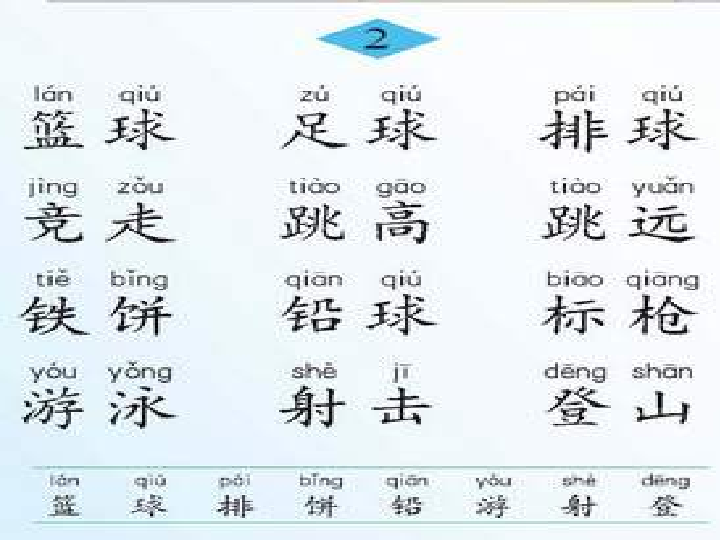 2
lán qiú zú qiú pái qiú
篮球 足球 排球
jìng zǒu tiào gāo tiào yuǎn
竞走 跳高 跳远
tiě bǐng qiān qiú biāo qiāng
铁饼 铅球 标枪
yóu yǒng shè jī dēng shān
游泳 射击 登山
lán qiú pái bǐng qiān yóu shè dēng
篮 球 排 饼 铅 游 射 登